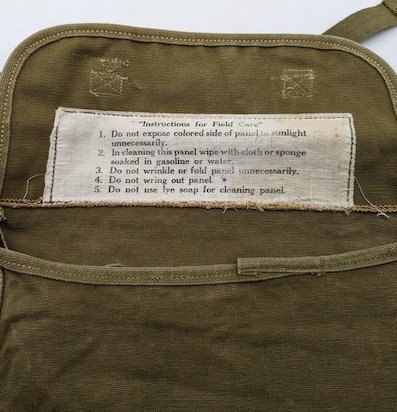 "Instructions for Field Care"
1. Do not expose colored side of panel to sunlight
unnecessarily.
2. In cleaning this panel wipe with cloth or sponge
soaked in gasoline or water.
3. Do not wrinkle or fold panel unnecessarily.
4. Do not wring out panel.
5. Do not use lye soap for cleaning panel.